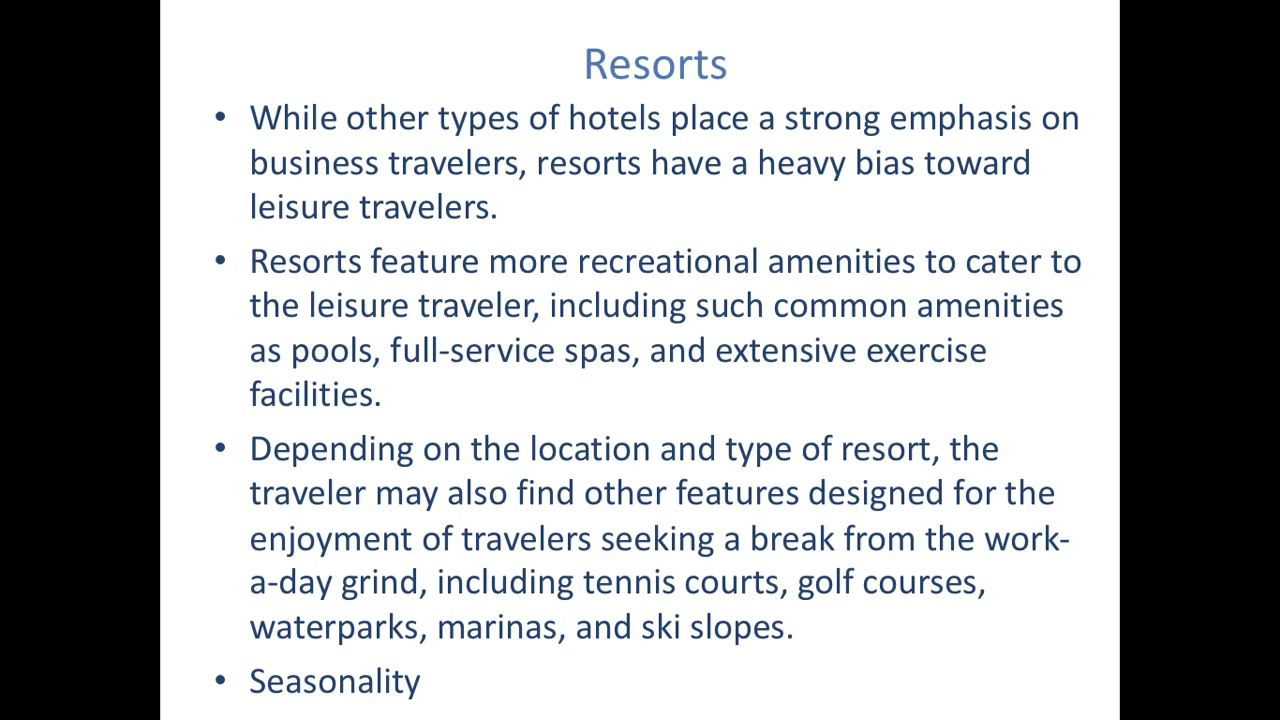 Resorts
• While other types of hotels place a strong emphasis on
business travelers, resorts have a heavy bias toward
leisure travelers.
• Resorts feature more recreational amenities to cater to
the leisure traveler, including such common amenities
as pools, full-service spas, and extensive exercise
facilities.
• Depending on the location and type of resort, the
traveler may also find other features designed for the
enjoyment of travelers seeking a break from the work-
a-day grind, including tennis courts, golf courses,
waterparks, marinas, and ski slopes.
• Seasonality